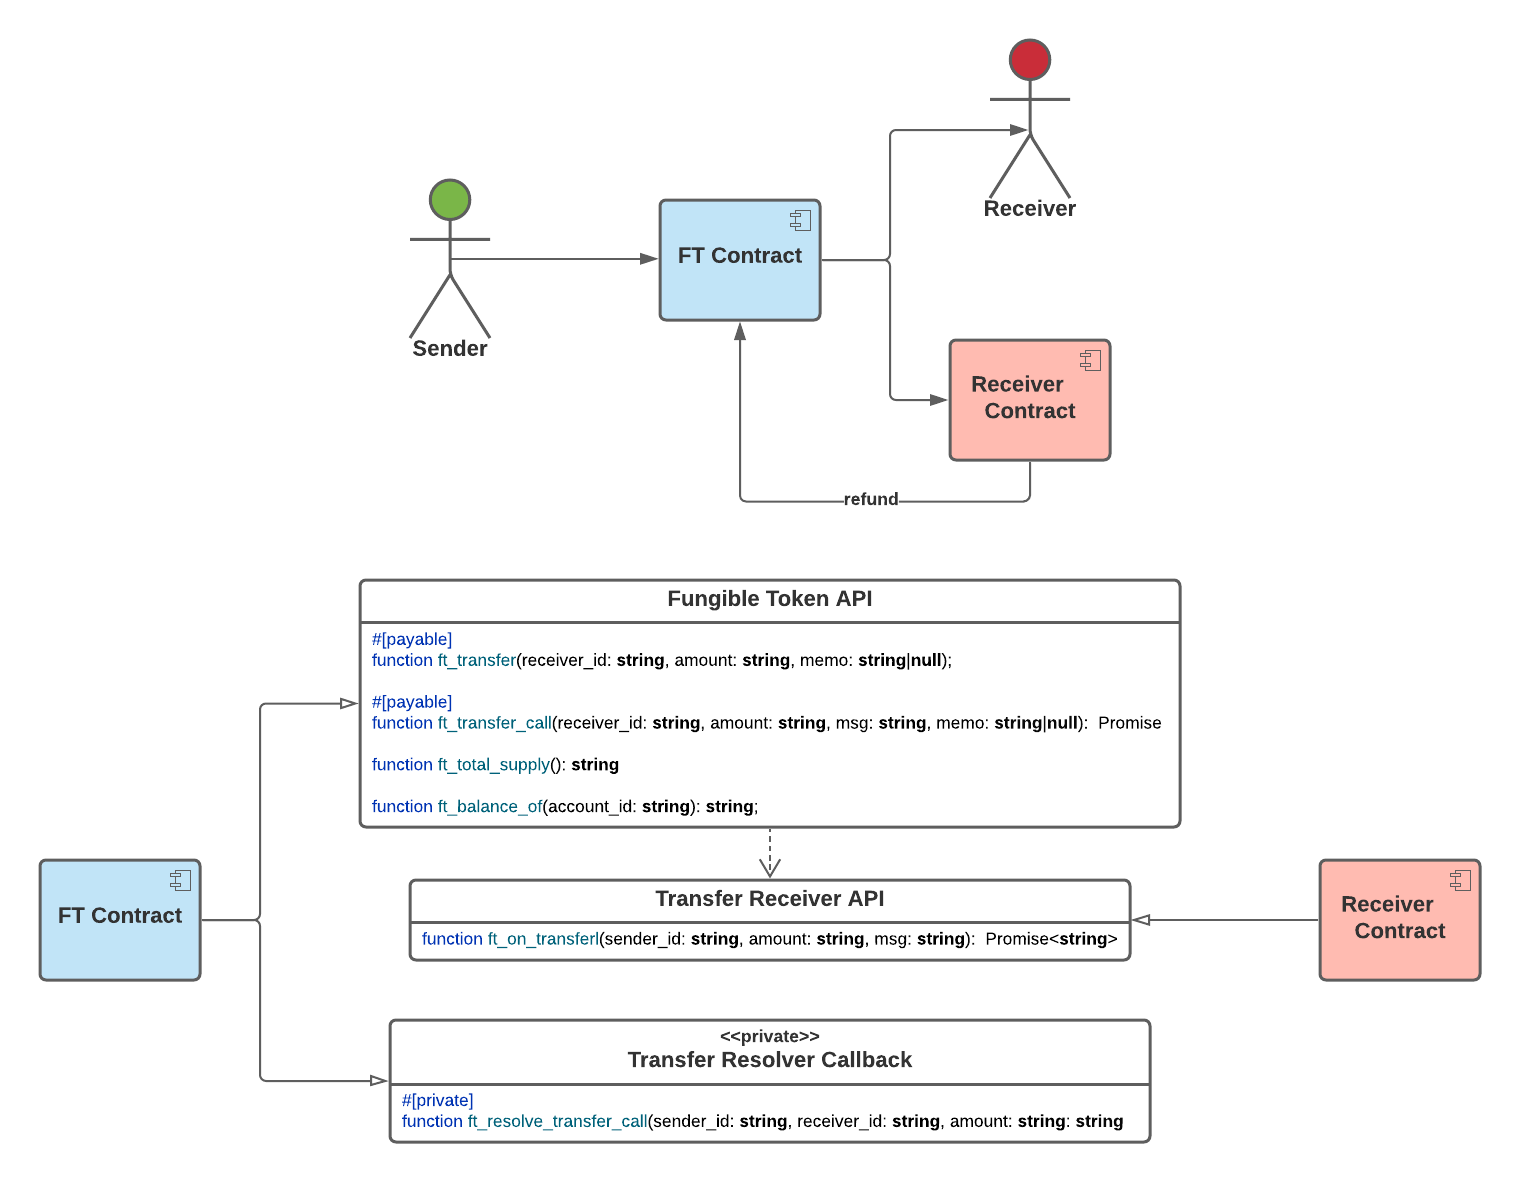 Receiver
FT Contract
Sender
Receiver
Contract
refund
Fungible Token API
#[payable]
function ft_transfer(receiver_id: string, amount: string, memo: string|null);
#[payable]
function ft_transfer_call(receiver_id: string, amount: string, msg: string, memo: string|null):  Promise
function ft_total_supply(): string
function ft_balance_of(account_id: string): string;
FT Contract
Transfer Receiver API
function ft_on_transferl(sender_id: string, amount: string, msg: string):  Promise<string>
Receiver
Contract
<<private>>
Transfer Resolver Callback
#[private]
function ft_resolve_transfer_call(sender_id: string, receiver_id: string, amount: string: string